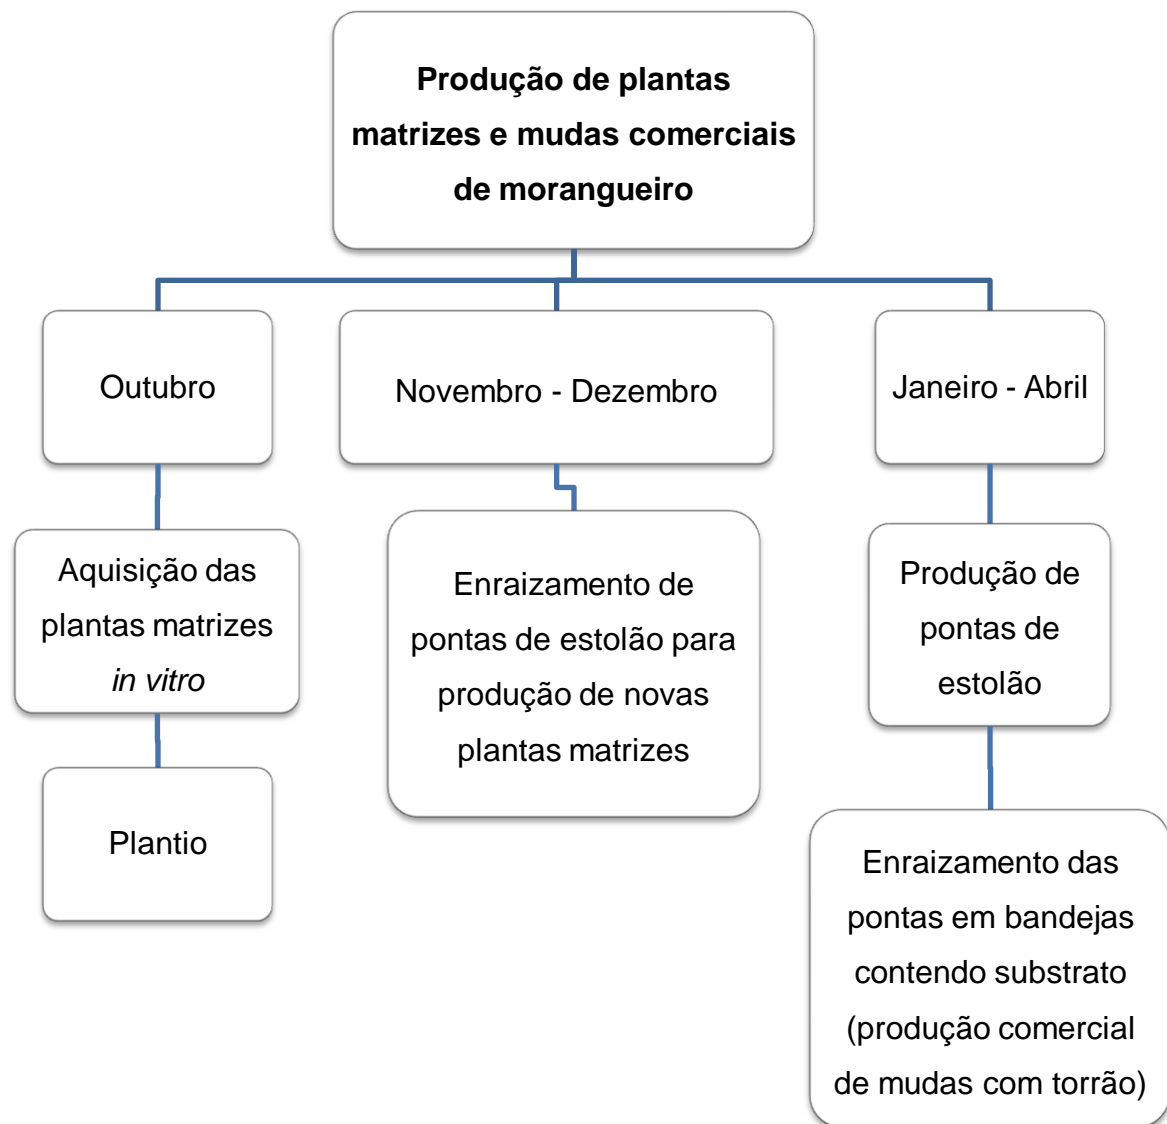 Produção de plantas
matrizes e mudas comerciais
de morangueiro
Outubro
Novembro - Dezembro
Janeiro - Abril
Aquisição das
plantas matrizes
in vitro
Plantio
Enraizamento de
pontas de estolão para
produção de novas
plantas matrizes
Produção de
pontas de
estolão
Enraizamento das
pontas em bandejas
contendo substrato
(produção comercial
de mudas com torrão)